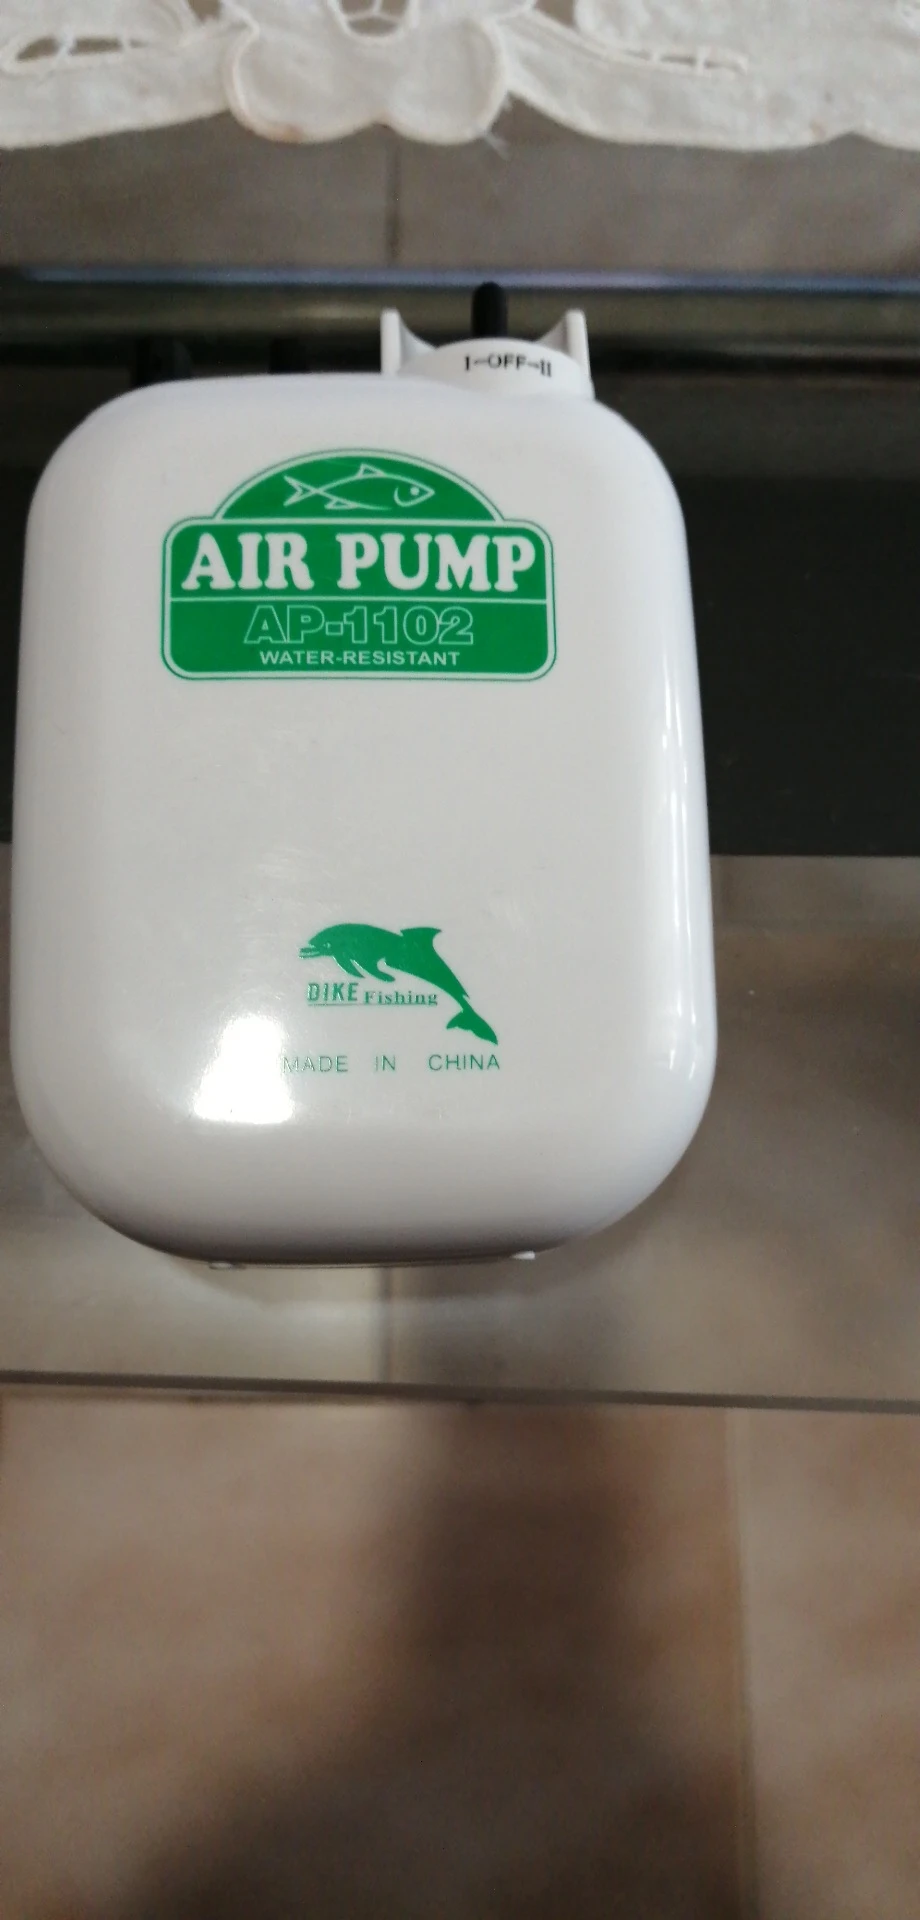 I-OFF-II
AIR PUMP
AP-1102
WATER-RESISTANT
DIKE Fishing
MADE IN CHINA